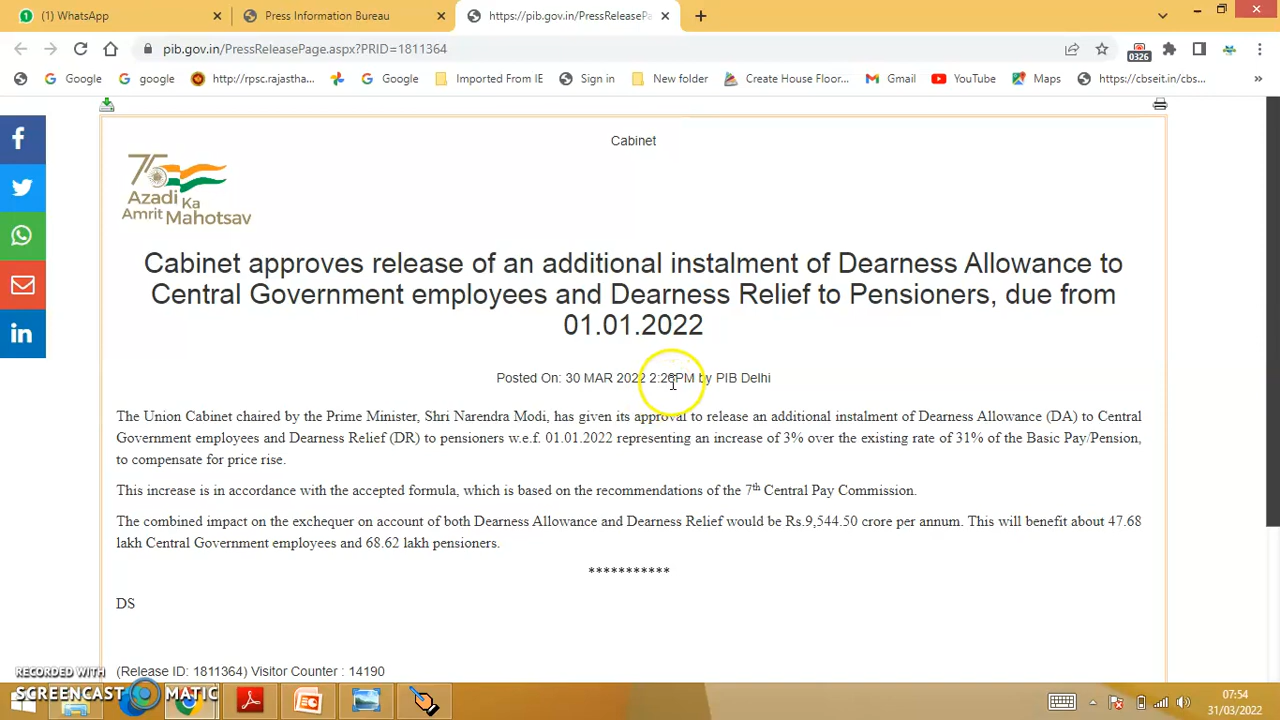 1 (1) WhatsApp
Press Information Bureau
https://pib.gov.in/PressReleasePa
pib.gov.in/PressReleasePage.aspx?PRID=1811364
0326
Google
google
http://rpsc.rajastha...
Google
Imported From IE
Sign in
New folder
Create House Floor...
Gmail
YouTube
Maps
https://cbseit.in/cbs...
»
Cabinet
75
Azadi Ka
Amrit Mahotsav
Cabinet approves release of an additional instalment of Dearness Allowance to
Central Government employees and Dearness Relief to Pensioners, due from
01.01.2022
Posted On: 30 MAR 2022 2:26PM by PIB Delhi
The Union Cabinet chaired by the Prime Minister, Shri Narendra Modi, has given its approval to release an additional instalment of Dearness Allowance (DA) to Central
Government employees and Dearness Relief (DR) to pensioners w.e.f. 01.01.2022 representing an increase of 3% over the existing rate of 31% of the Basic Pay/Pension,
to compensate for price rise.
This increase is in accordance with the accepted formula, which is based on the recommendations of the 7th Central Pay Commission.
The combined impact on the exchequer on account of both Dearness Allowance and Dearness Relief would be Rs.9,544.50 crore per annum. This will benefit about 47.68
lakh Central Government employees and 68.62 lakh pensioners.
***********
DS
(Release ID: 1811364) Visitor Counter : 14190
RECORDED WITH
SCREENCAST MATIC
07:54
31/03/2022